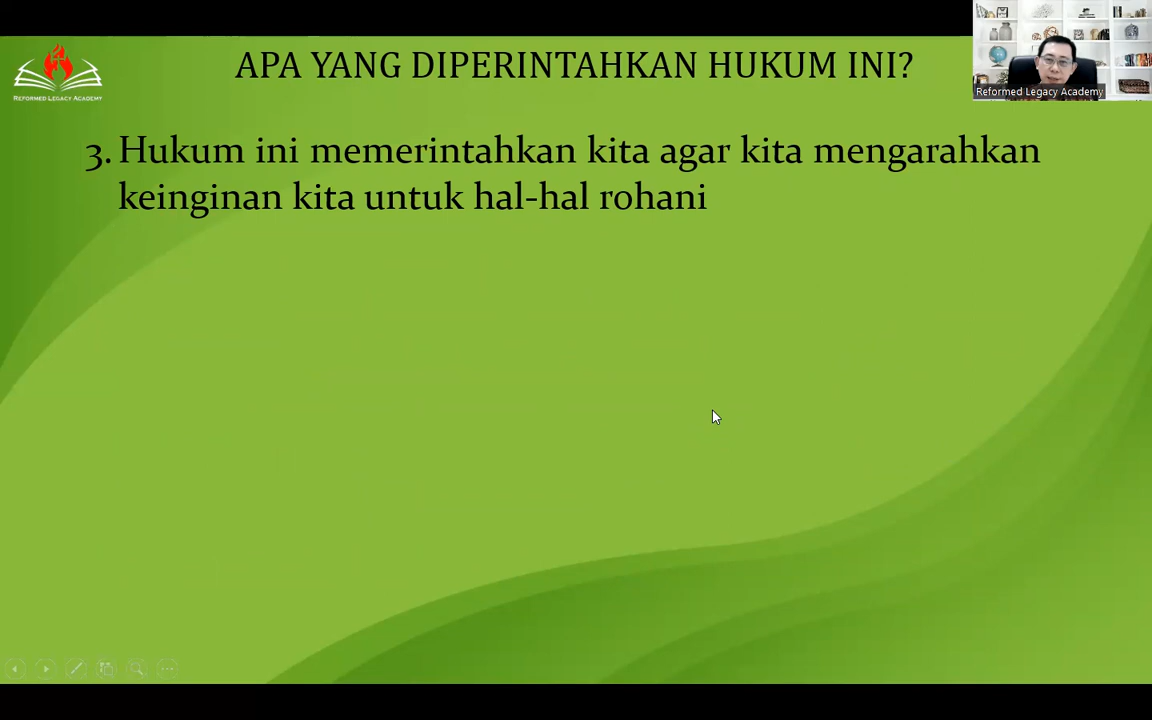 APA YANG DIPERINTAHKAN HUKUM INI?
REFORMED LEGACY ACADEMY
Reformed Legacy Academy
3. Hukum ini memerintahkan kita agar kita mengarahkan
keinginan kita untuk hal-hal rohani